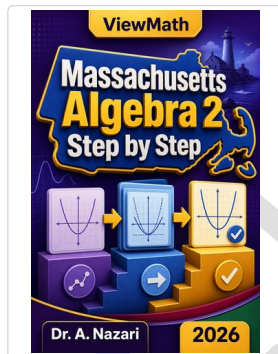 ViewMath
Massachusetts
Algebra 2
Step by Step
Dr. A. Nazari
2026